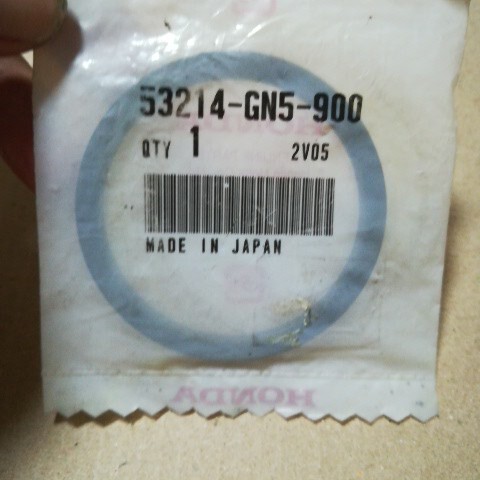 53214-GN5-900
QTY 1 2V05
MADE IN JAPAN
HONDA